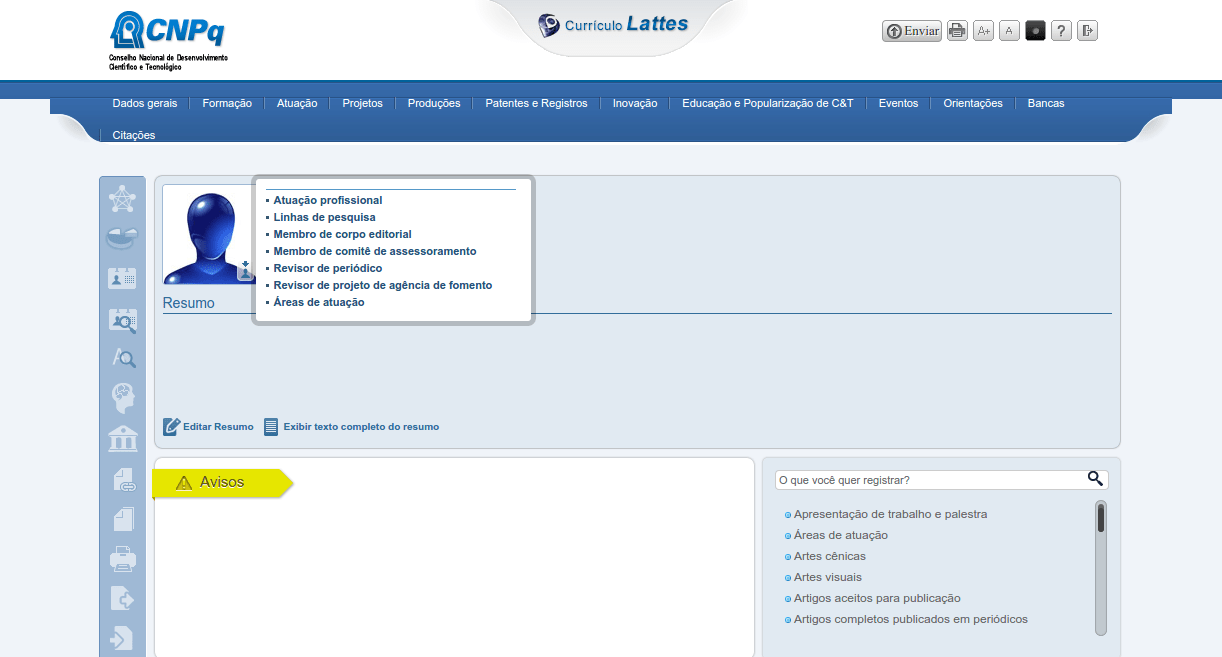 CNPq
Conselho Nacional de Desenvolvimento
Científico e Tecnológico
Currículo Lattes
Enviar
A+
A
?
Dados gerais
Formação
Atuação
Projetos
Produções
Patentes e Registros
Inovação
Educação e Popularização de C&T
Eventos
Orientações
Bancas
Citações
Atuação profissional
Linhas de pesquisa
Membro de corpo editorial
Membro de comitê de assessoramento
Revisor de periódico
Revisor de projeto de agência de fomento
Áreas de atuação
Resumo
Editar Resumo
Exibir texto completo do resumo
Avisos
O que você quer registrar?
Apresentação de trabalho e palestra
Áreas de atuação
Artes cênicas
Artes visuais
Artigos aceitos para publicação
Artigos completos publicados em periódicos